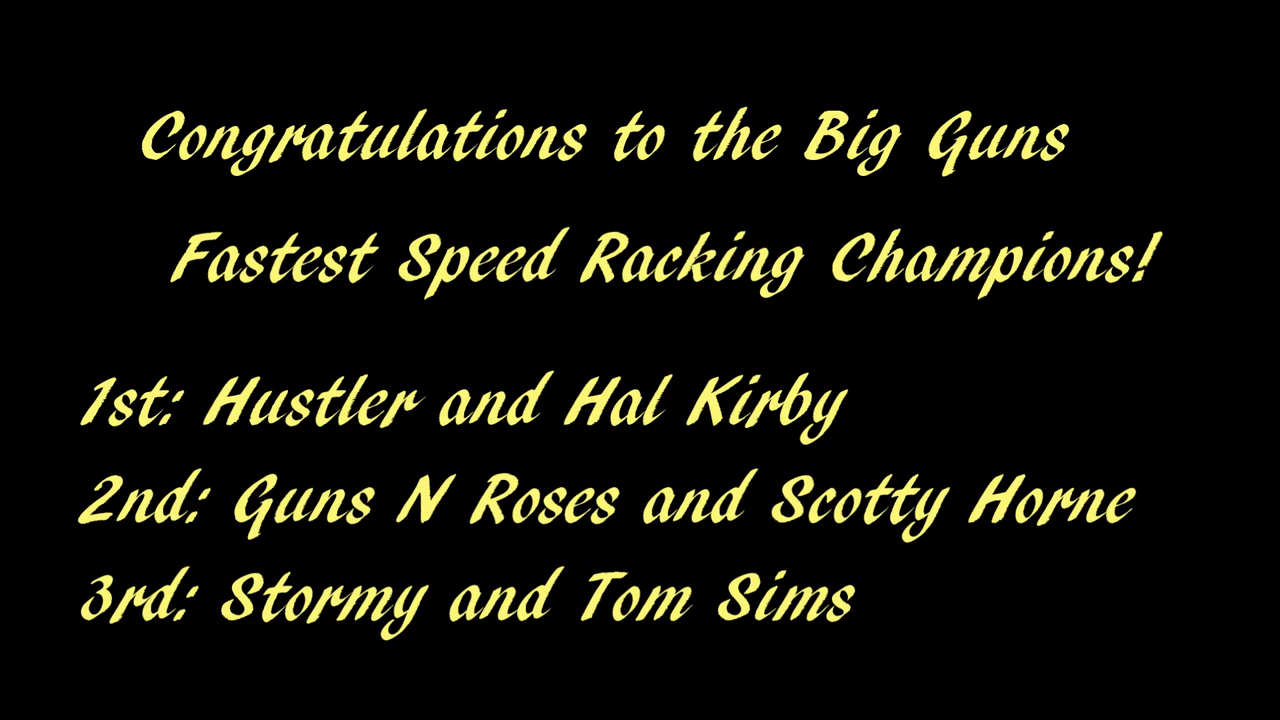 Congratulations to the Big Guns
Fastest Speed Racking Champions!
1st: Hustler and Hal Kirby
2nd: Guns N Roses and Scotty Horne
3rd: Stormy and Tom Sims